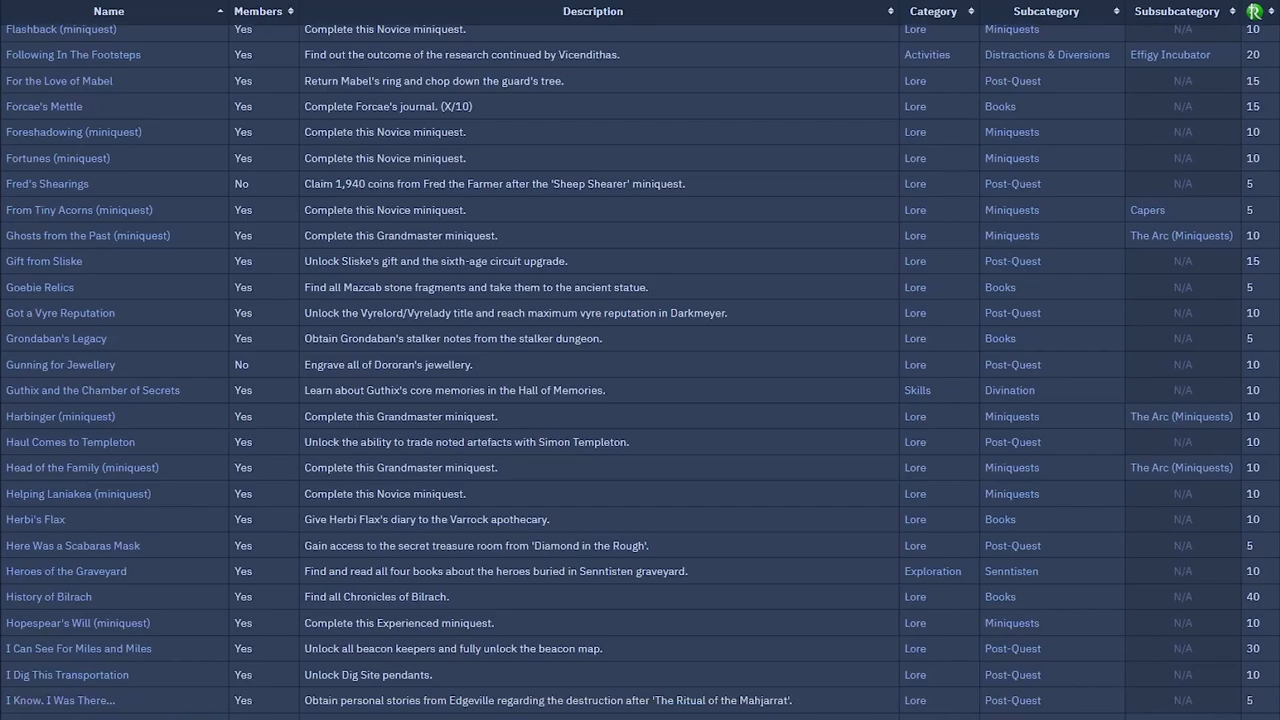 Name Members Description Category Subcategory Subsubcategory
Flashback (miniquest) Yes Complete this Novice miniquest. Lore Miniquests N/A 10
Following In The Footsteps Yes Find out the outcome of the research continued by Vicendithas. Activities Distractions & Diversions Effigy Incubator 20
For the Love of Mabel Yes Return Mabel's ring and chop down the guard's tree. Lore Post-Quest N/A 15
Forcae's Mettle Yes Complete Forcae's journal. (X/10) Lore Books N/A 15
Foreshadowing (miniquest) Yes Complete this Novice miniquest. Lore Miniquests N/A 10
Fortunes (miniquest) Yes Complete this Novice miniquest. Lore Miniquests N/A 10
Fred's Shearings No Claim 1,940 coins from Fred the Farmer after the 'Sheep Shearer' miniquest. Lore Post-Quest N/A 5
From Tiny Acorns (miniquest) Yes Complete this Novice miniquest. Lore Miniquests Capers 5
Ghosts from the Past (miniquest) Yes Complete this Grandmaster miniquest. Lore Miniquests The Arc (Miniquests) 10
Gift from Sliske Yes Unlock Sliske's gift and the sixth-age circuit upgrade. Lore Post-Quest N/A 15
Goebie Relics Yes Find all Mazcab stone fragments and take them to the ancient statue. Lore Books N/A 5
Got a Vyre Reputation Yes Unlock the Vyrelord/Vyrelady title and reach maximum vyre reputation in Darkmeyer. Lore Post-Quest N/A 10
Grondaban's Legacy Yes Obtain Grondaban's stalker notes from the stalker dungeon. Lore Books N/A 5
Gunning for Jewellery No Engrave all of Dororan's jewellery. Lore Post-Quest N/A 10
Guthix and the Chamber of Secrets Yes Learn about Guthix's core memories in the Hall of Memories. Skills Divination N/A 10
Harbinger (miniquest) Yes Complete this Grandmaster miniquest. Lore Miniquests The Arc (Miniquests) 10
Haul Comes to Templeton Yes Unlock the ability to trade noted artefacts with Simon Templeton. Lore Post-Quest N/A 10
Head of the Family (miniquest) Yes Complete this Grandmaster miniquest. Lore Miniquests The Arc (Miniquests) 10
Helping Laniakea (miniquest) Yes Complete this Novice miniquest. Lore Miniquests N/A 10
Herbi's Flax Yes Give Herbi Flax's diary to the Varrock apothecary. Lore Books N/A 10
Here Was a Scabaras Mask Yes Gain access to the secret treasure room from 'Diamond in the Rough'. Lore Post-Quest N/A 5
Heroes of the Graveyard Yes Find and read all four books about the heroes buried in Senntisten graveyard. Exploration Senntisten N/A 10
History of Bilrach Yes Find all Chronicles of Bilrach. Lore Books N/A 40
Hopespear's Will (miniquest) Yes Complete this Experienced miniquest. Lore Miniquests N/A 10
I Can See For Miles and Miles Yes Unlock all beacon keepers and fully unlock the beacon map. Lore Post-Quest N/A 30
I Dig This Transportation Yes Unlock Dig Site pendants. Lore Post-Quest N/A 10
I Know, I Was There... Yes Obtain personal stories from Edgeville regarding the destruction after 'The Ritual of the Mahjarrat'. Lore Post-Quest N/A 5